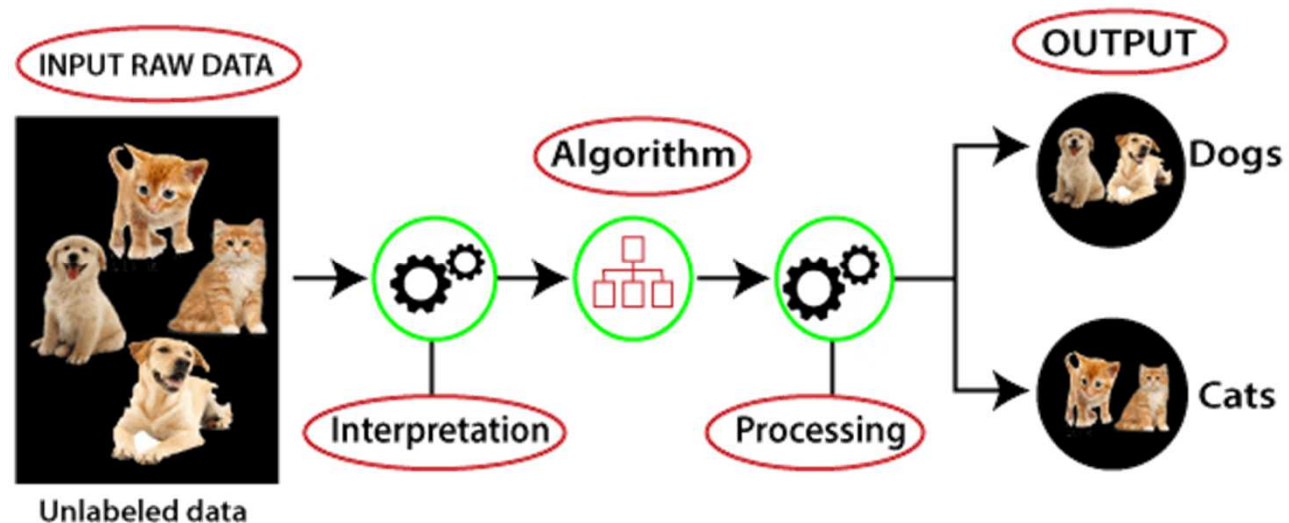 INPUT RAW DATA
OUTPUT
Algorithm
Dogs
Interpretation
Processing
Cats
Unlabeled data